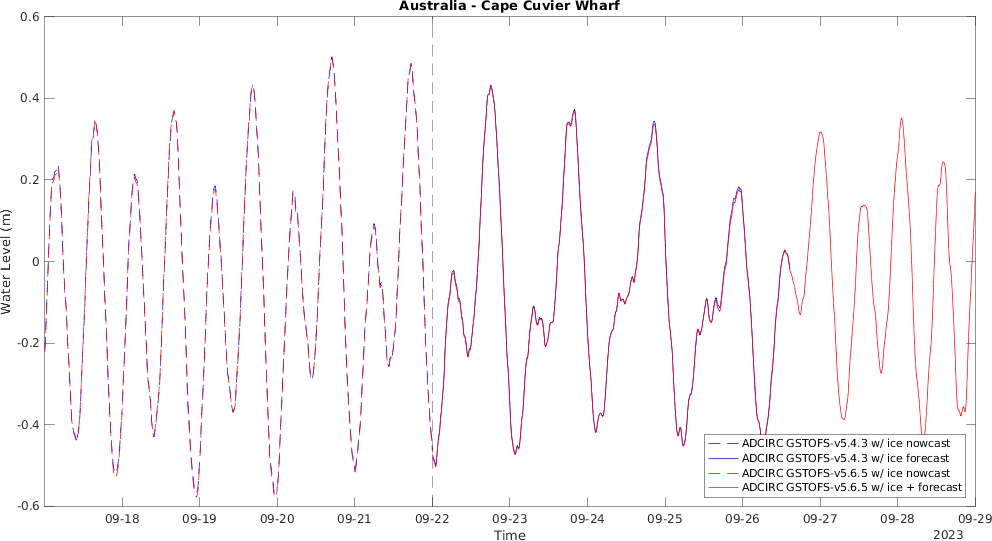 Australia - Cape Cuvier Wharf
0.6
0.4
0.2
0
-0.2
-0.4
-0.6
Water Level (m)
ADCIRC GSTOFS-v5.4.3 w/ ice nowcast
ADCIRC GSTOFS-v5.4.3 w/ ice forecast
ADCIRC GSTOFS-v5.6.5 w/ ice nowcast
ADCIRC GSTOFS-v5.6.5 w/ ice + forecast
09-18 09-19 09-20 09-21 09-22 09-23 09-24 09-25 09-26 09-27 09-28 09-29
Time
2023